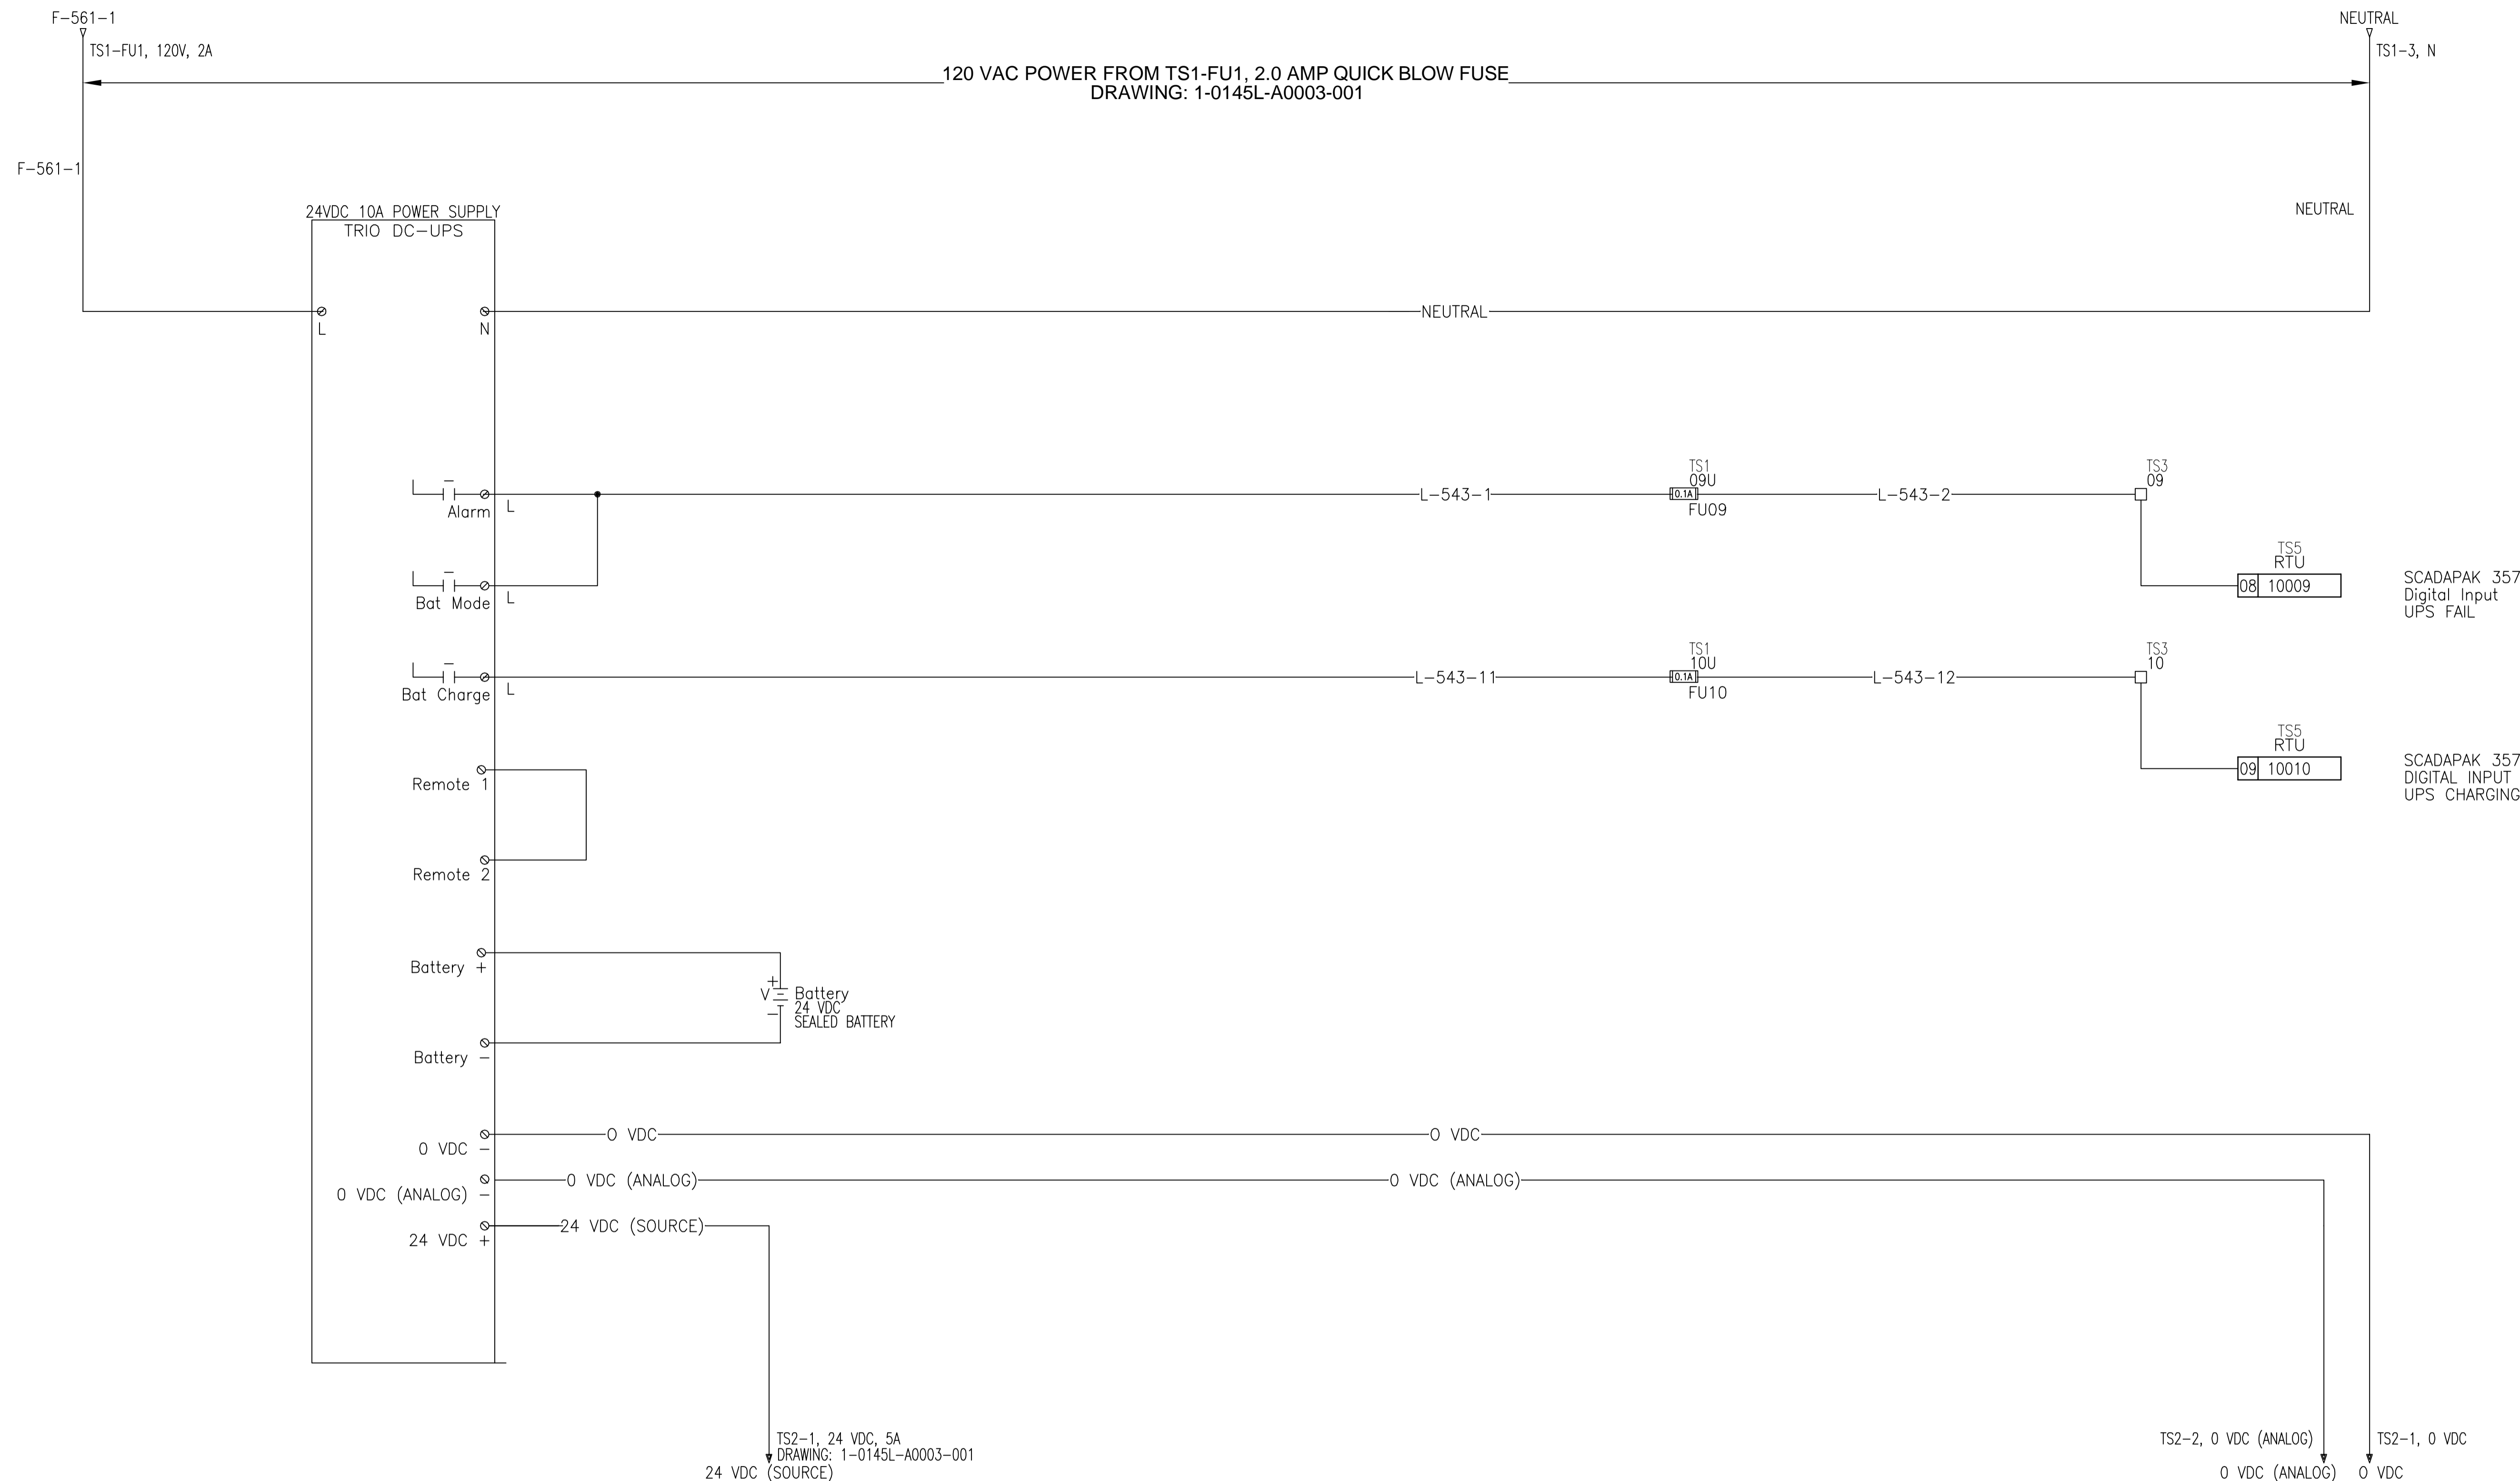 F-561-1
NEUTRAL
TS1-FU1, 120V, 2A
TS1-3, N
120 VAC POWER FROM TS1-FU1, 2.0 AMP QUICK BLOW FUSE
DRAWING: 1-0145L-A0003-001
F-561-1
24VDC 10A POWER SUPPLY
TRIO DC-UPS
NEUTRAL
L
N
NEUTRAL
Alarm
L
L-543-1
TS1
09U
0.1A
FU09
L-543-2
TS3
09
Bat Mode
L
TS5
RTU
08 10009
SCADAPAK 357
Digital Input
UPS FAIL
Bat Charge
L
L-543-11
TS1
10U
0.1A
FU10
L-543-12
TS3
10
TS5
RTU
09 10010
SCADAPAK 357
DIGITAL INPUT
UPS CHARGING
Remote 1
Remote 2
Battery +
+
V
-
Battery
24 VDC
SEALED BATTERY
Battery -
0 VDC -
0 VDC
0 VDC
0 VDC (ANALOG) -
0 VDC (ANALOG)
0 VDC (ANALOG)
24 VDC +
24 VDC (SOURCE)
TS2-1, 24 VDC, 5A
DRAWING: 1-0145L-A0003-001
24 VDC (SOURCE)
TS2-2, 0 VDC (ANALOG)
TS2-1, 0 VDC
0 VDC (ANALOG)
0 VDC